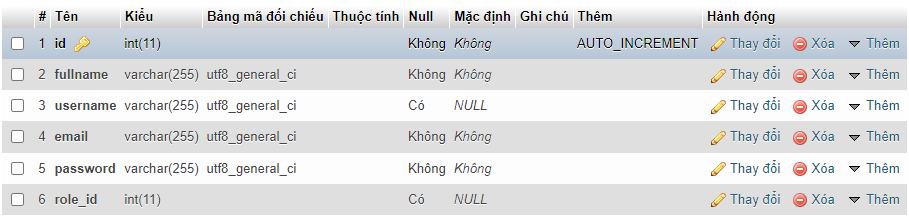 # Tên Kiểu Bảng mã đối chiếu Thuộc tính Null Mặc định Ghi chú Thêm Hành động
1 id int(11) Không Không AUTO_INCREMENT Thay đổi Xóa Thêm
2 fullname varchar(255) utf8_general_ci Không Không Thay đổi Xóa Thêm
3 username varchar(255) utf8_general_ci Có NULL Thay đổi Xóa Thêm
4 email varchar(255) utf8_general_ci Không Không Thay đổi Xóa Thêm
5 password varchar(255) utf8_general_ci Không Không Thay đổi Xóa Thêm
6 role_id int(11) Có NULL Thay đổi Xóa Thêm